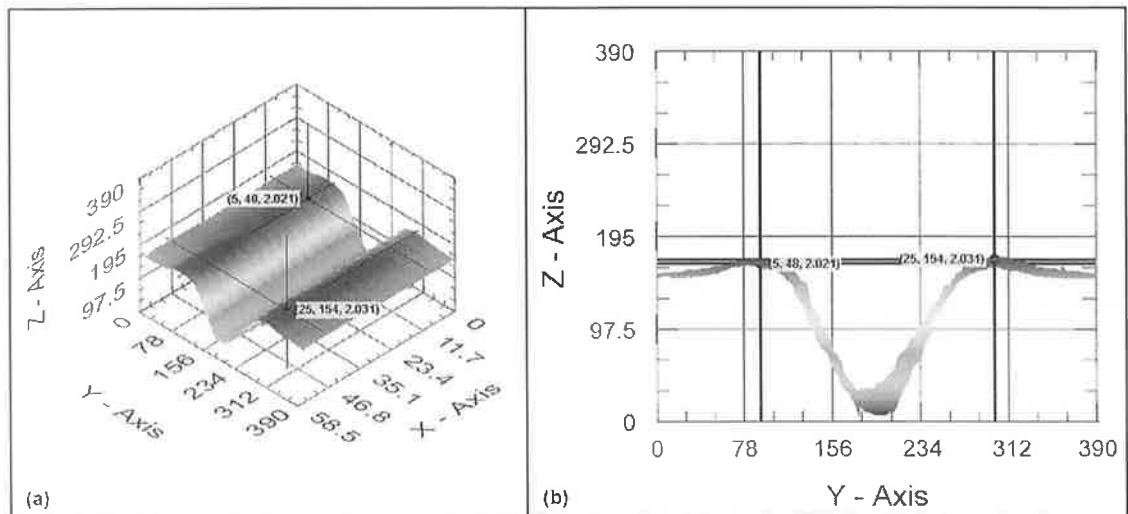 390
292.5
195
97.5
0
Z - Axis
(5, 40, 2.021)
(25, 154, 2.031)
0
78
156
234
312
390
Y - Axis
0
11.7
23.4
35.1
46.8
58.5
X - Axis
(a)
390
292.5
195
97.5
0
Z - Axis
(5, 48, 2.021)
(25, 154, 2.031)
0
78
156
234
312
390
Y - Axis
(b)